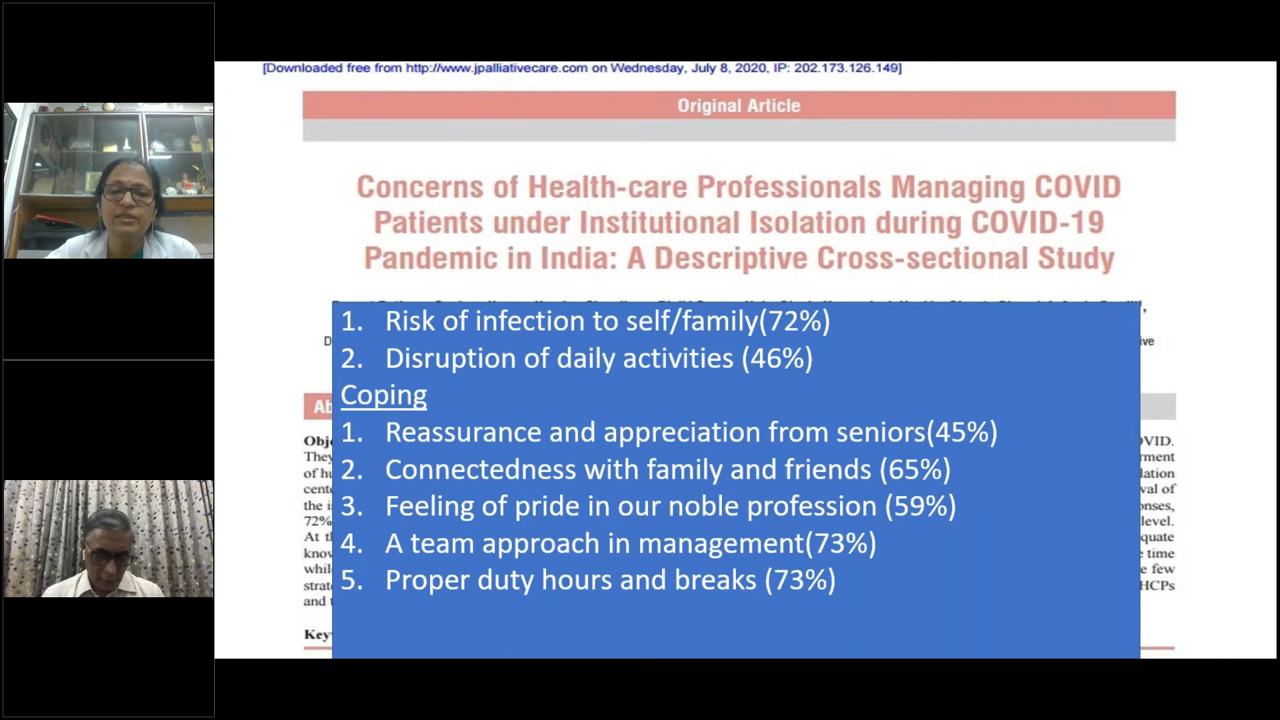 [Downloaded free from http://www.jpalliativecare.com on Wednesday, July 8, 2020, IP: 202.173.126.149]
Original Article
Concerns of Health-care Professionals Managing COVID
Patients under Institutional Isolation during COVID-19
Pandemic in India: A Descriptive Cross-sectional Study
1. Risk of infection to self/family(72%)
2. Disruption of daily activities (46%)
Coping
1. Reassurance and appreciation from seniors(45%)
2. Connectedness with family and friends (65%)
3. Feeling of pride in our noble profession (59%)
4. A team approach in management(73%)
5. Proper duty hours and breaks (73%)